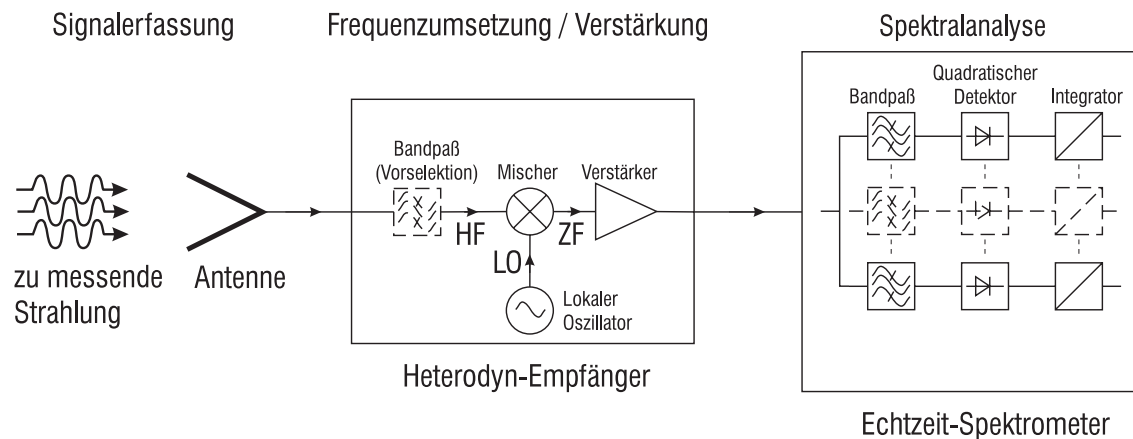 Signalerfassung
Frequenzumsetzung / Verstärkung
Spektralanalyse
zu messende
Strahlung
Antenne
Bandpaß
(Vorselektion)
HF
Mischer
LO
Lokaler
Oszillator
ZF
Verstärker
Heterodyn-Empfänger
Bandpaß
Quadratischer
Detektor
Integrator
Echtzeit-Spektrometer